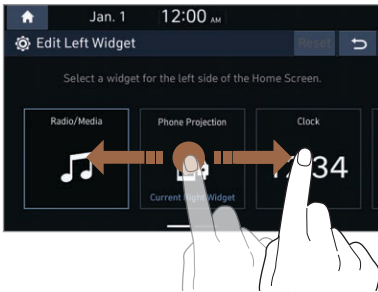 Jan. 1 12:00 AM
Edit Left Widget Reset
Select a widget for the left side of the Home Screen.
Radio/Media Phone Projection Clock
34
Current Right Widget